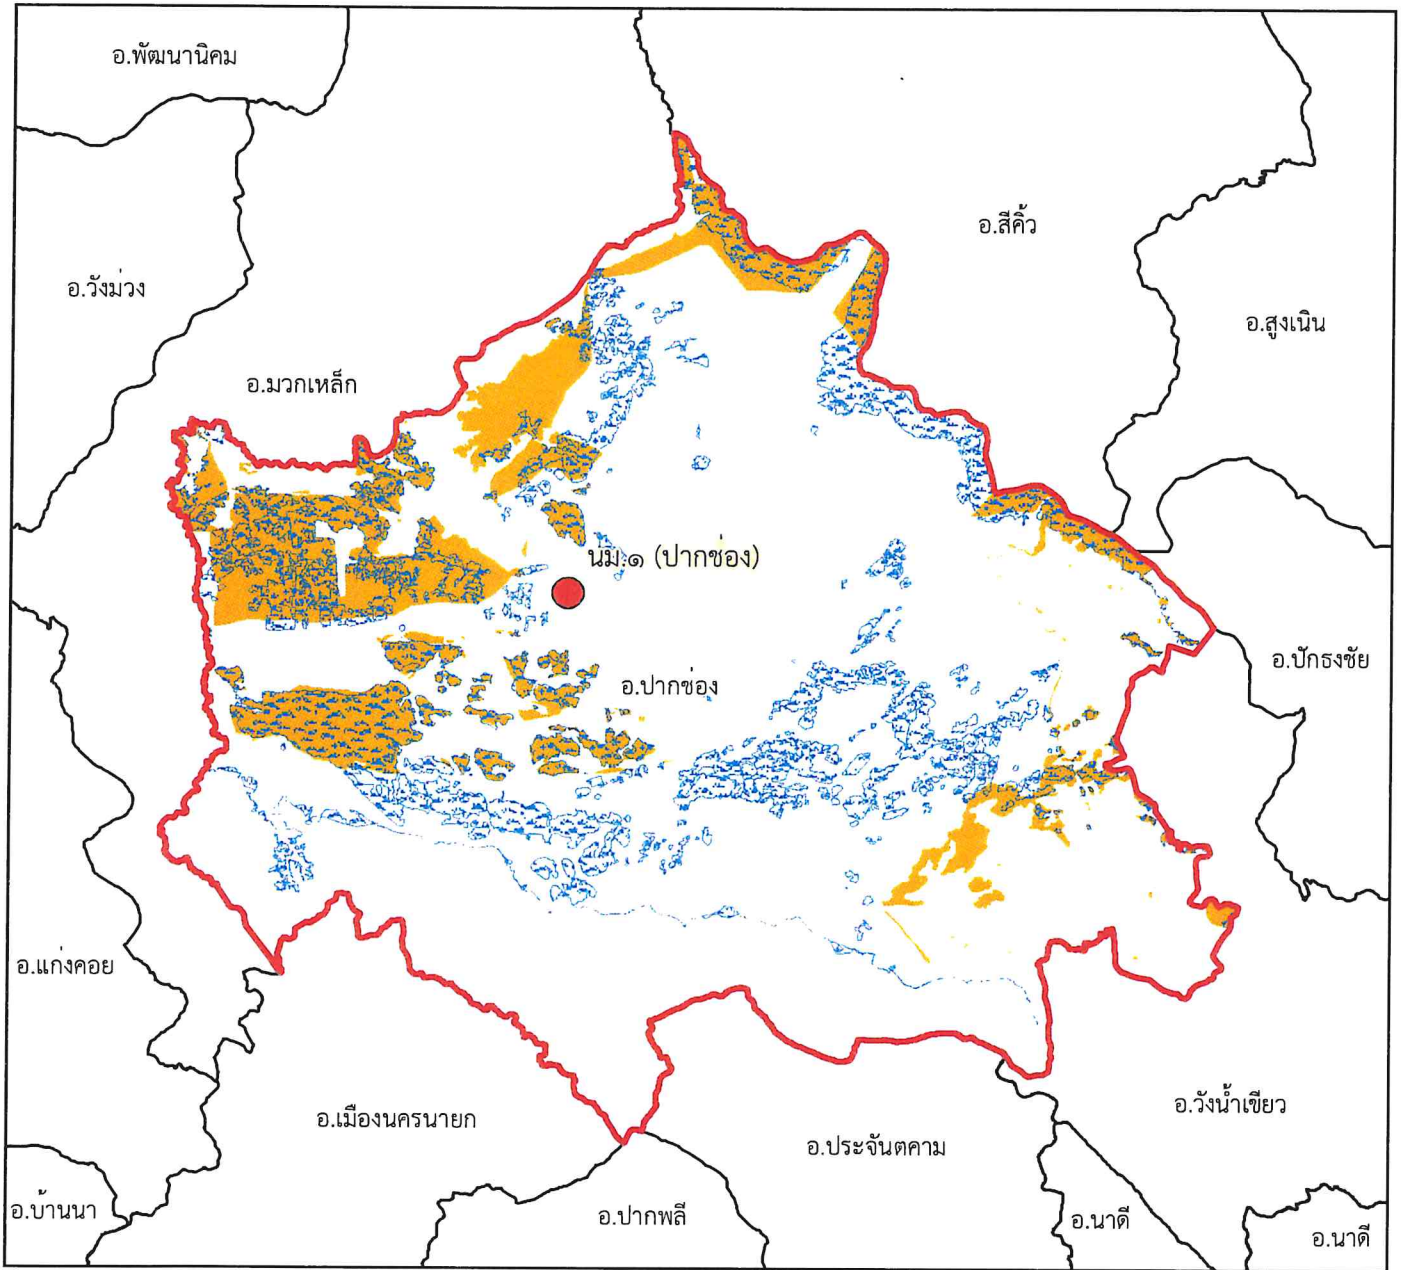 อ.พัฒนานิคม
อ.สีคิ้ว
อ.วังม่วง
อ.สูงเนิน
อ.มวกเหล็ก
นม.๑ (ปากช่อง)
อ.ปักธงชัย
อ.ปากช่อง
อ.แก่งคอย
อ.วังน้ำเขียว
อ.เมืองนครนายก
อ.ประจันตคาม
อ.บ้านนา
อ.ปากพลี
อ.นาดี
อ.นาดี